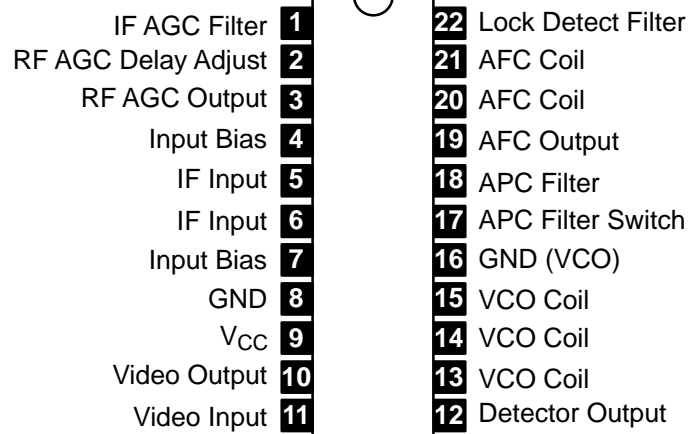 IF AGC Filter 1 22 Lock Detect Filter
RF AGC Delay Adjust 2 21 AFC Coil
RF AGC Output 3 20 AFC Coil
Input Bias 4 19 AFC Output
IF Input 5 18 APC Filter
IF Input 6 17 APC Filter Switch
Input Bias 7 16 GND (VCO)
GND 8 15 VCO Coil
VCC 9 14 VCO Coil
Video Output 10 13 VCO Coil
Video Input 11 12 Detector Output